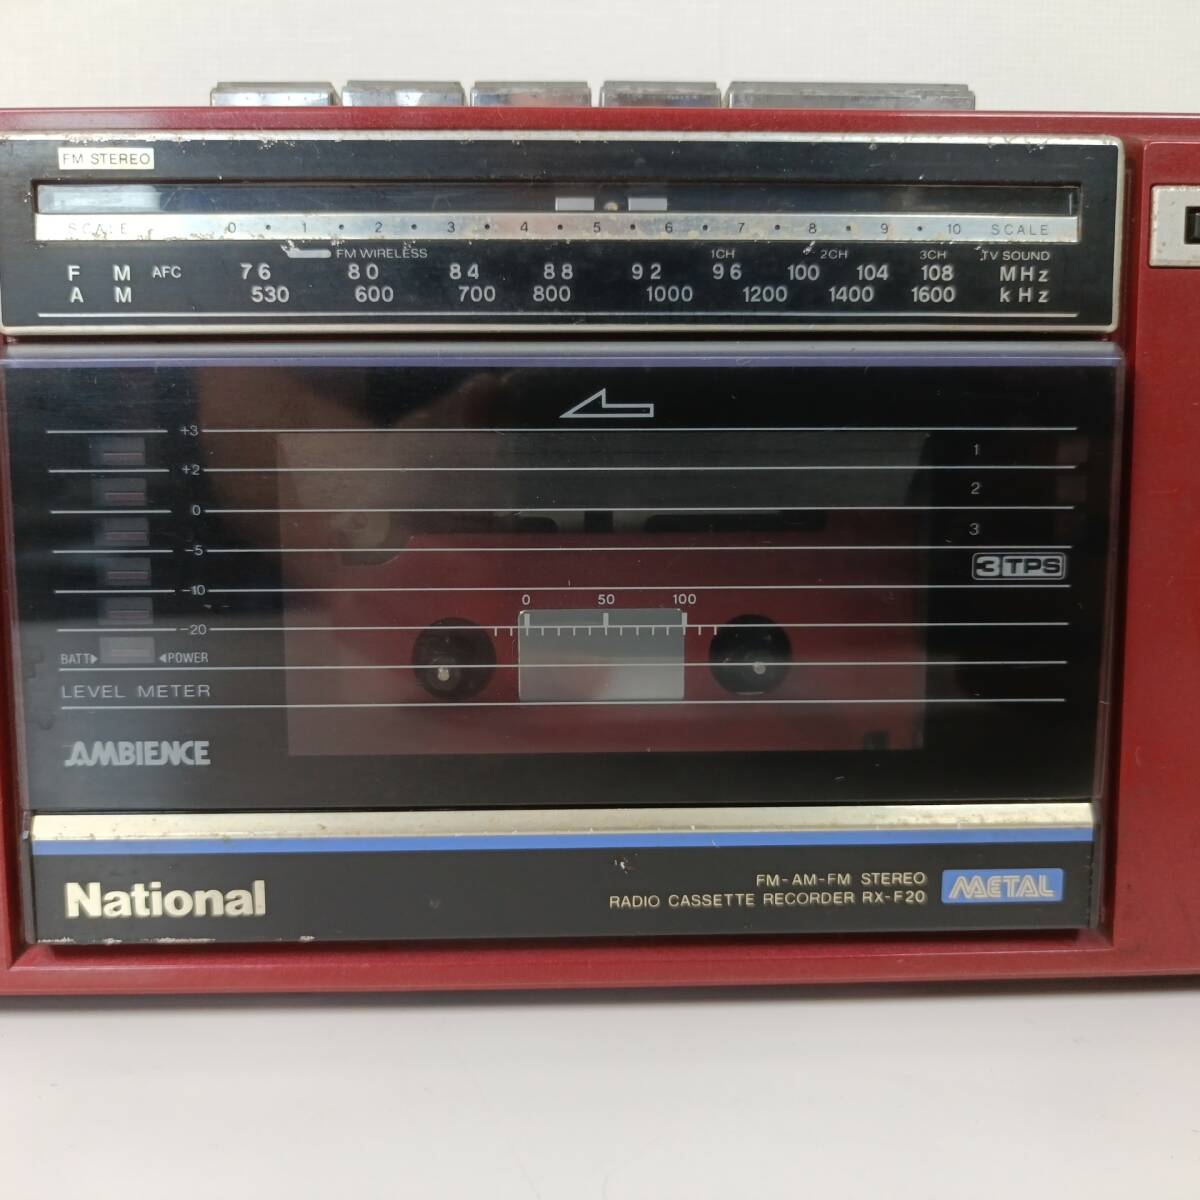 FM STEREO
SCALE 0 1 2 3 4 5 6 7 8 9 10 SCALE
FM WIRELESS 1CH 2CH 3CH TV SOUND
FM AFC 76 80 84 88 92 96 100 104 108 MHz
AM 530 600 700 800 1000 1200 1400 1600 kHz
+3
1
+2
2
0
3
-5
3 TPS
-10
0 50 100
-20
BATT POWER
LEVEL METER
AMBIENCE
National
FM-AM-FM STEREO
RADIO CASSETTE RECORDER RX-F20
METAL